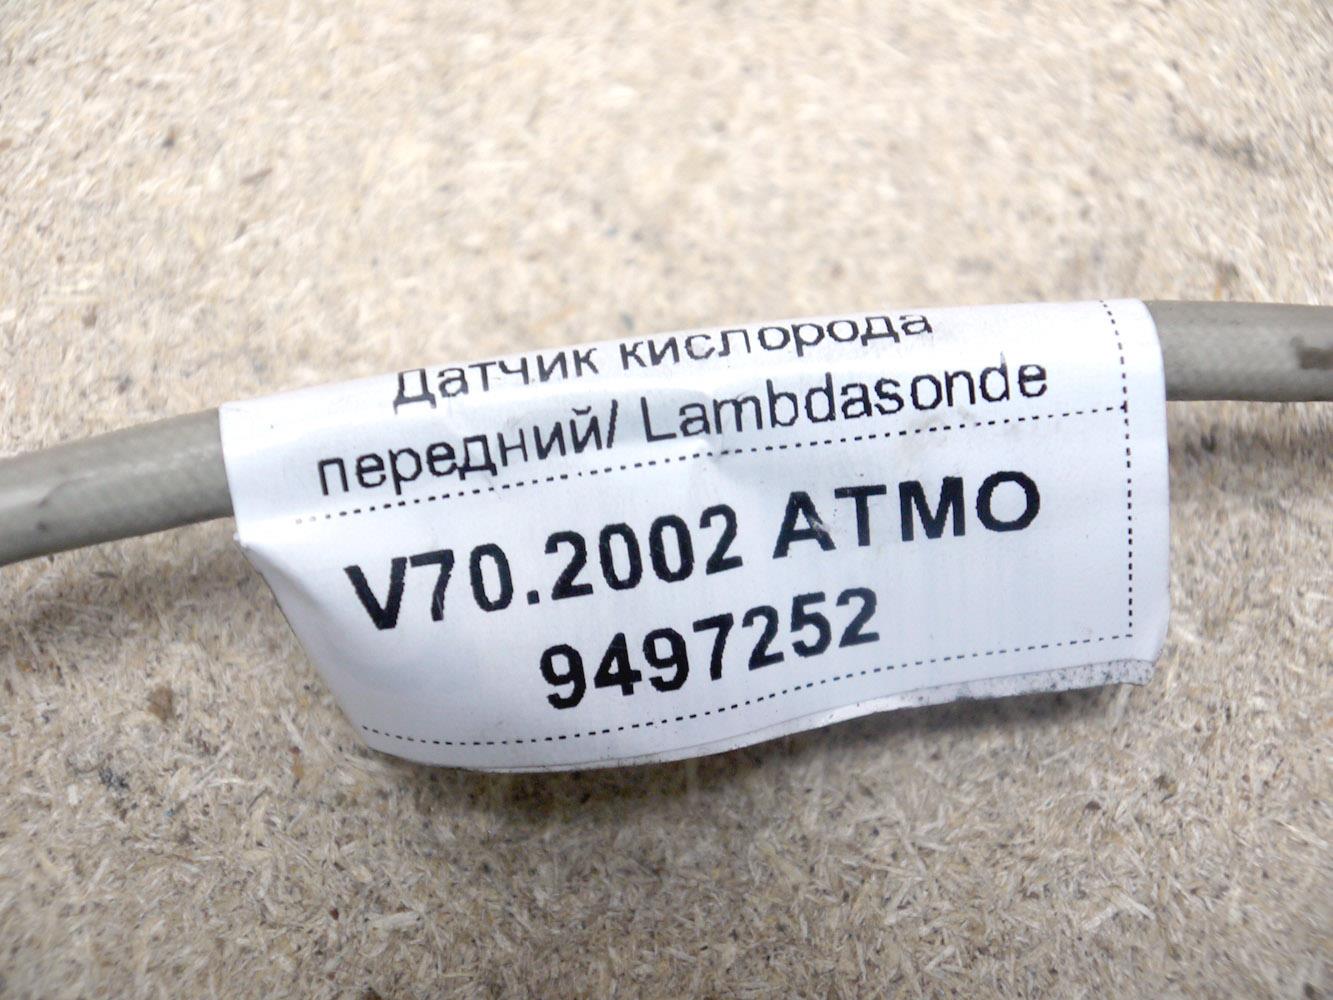 Датчик кислорода
передний/ Lambdasonde
V70.2002 ATMO
9497252